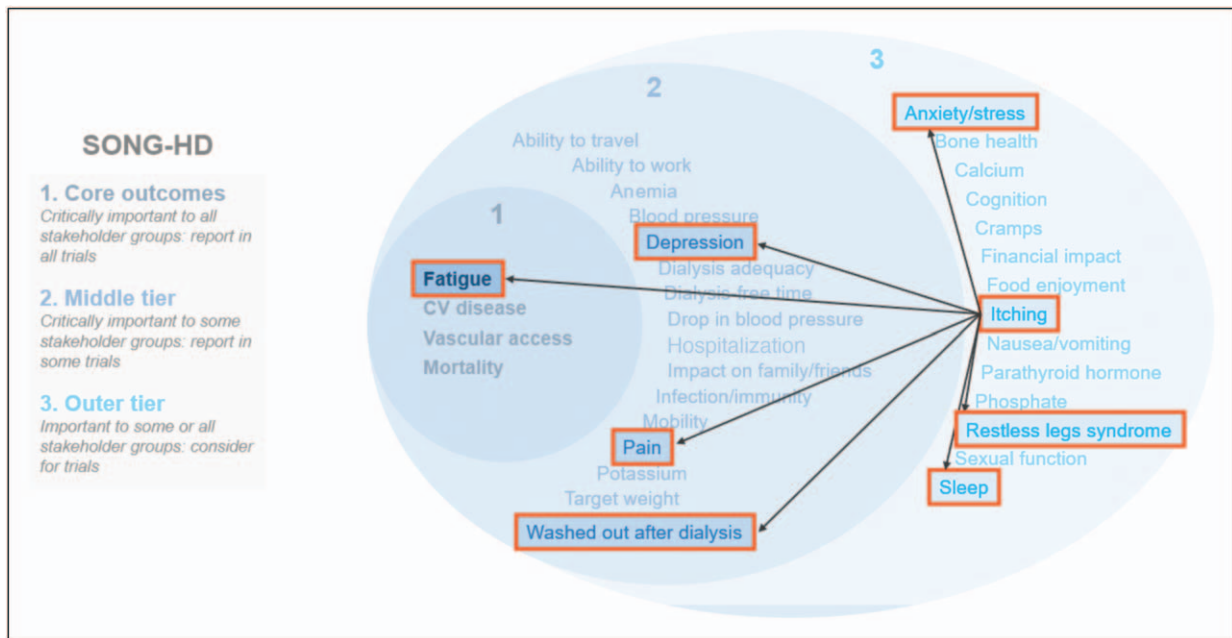 SONG-HD
1. Core outcomes
Critically important to all
stakeholder groups: report in
all trials
2. Middle tier
Critically important to some
stakeholder groups: report in
some trials
3. Outer tier
Important to some or all
stakeholder groups: consider
for trials
1
Fatigue
CV disease
Vascular access
Mortality
2
Ability to travel
Ability to work
Anemia
Blood pressure
Depression
Dialysis adequacy
Dialysis-free time
Drop in blood pressure
Hospitalization
Impact on family/friends
Infection/immunity
Mobility
Pain
Potassium
Target weight
Washed out after dialysis
3
Anxiety/stress
Bone health
Calcium
Cognition
Cramps
Financial impact
Food enjoyment
Itching
Nausea/vomiting
Parathyroid hormone
Phosphate
Restless legs syndrome
Sexual function
Sleep